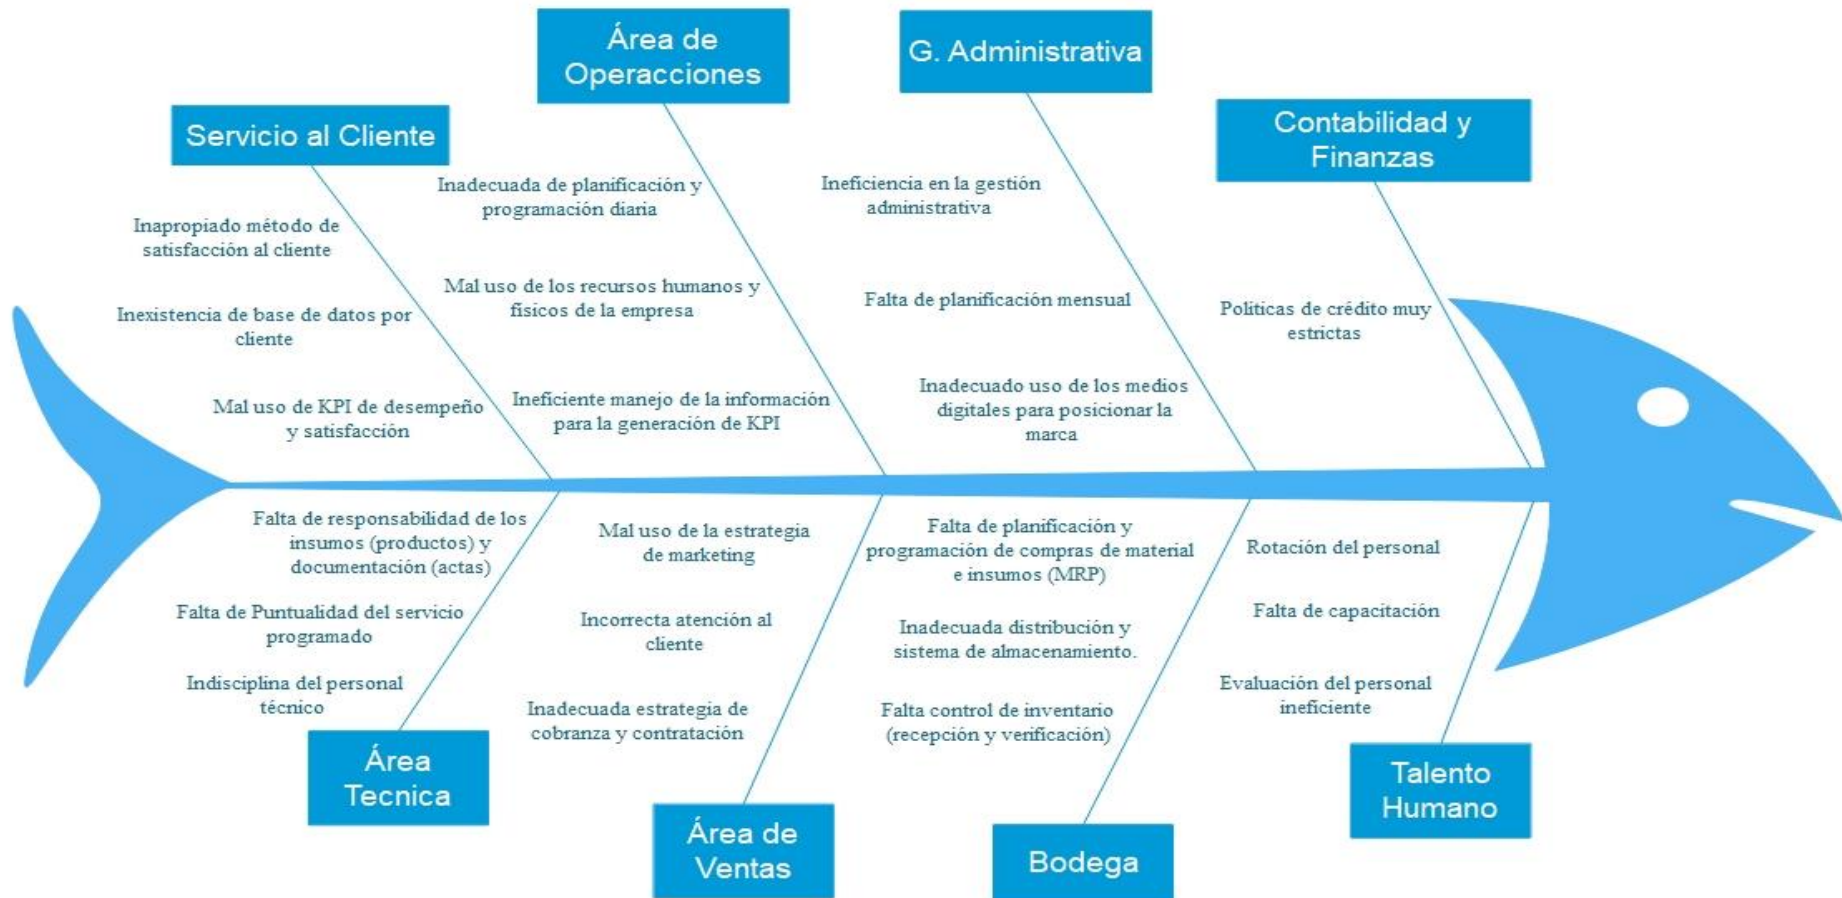 Servicio al Cliente
Inapropiado método de
satisfacción al cliente
Inexistencia de base de datos por
cliente
Mal uso de KPI de desempeño
y satisfacción
Área de
Operacciones
Inadecuada de planificación y
programación diaria
Mal uso de los recursos humanos y
físicos de la empresa
Ineficiente manejo de la información
para la generación de KPI
G. Administrativa
Ineficiencia en la gestión
administrativa
Falta de planificación mensual
Inadecuado uso de los medios
digitales para posicionar la
marca
Contabilidad y
Finanzas
Políticas de crédito muy
estrictas
Falta de responsabilidad de los
insumos (productos) y
documentación (actas)
Falta de Puntualidad del servicio
programado
Indisciplina del personal
técnico
Área
Tecnica
Mal uso de la estrategia
de marketing
Incorrecta atención al
cliente
Inadecuada estrategia de
cobranza y contratación
Área de
Ventas
Falta de planificación y
programación de compras de material
e insumos (MRP)
Inadecuada distribución y
sistema de almacenamiento.
Falta control de inventario
(recepción y verificación)
Bodega
Rotación del personal
Falta de capacitación
Evaluación del personal
ineficiente
Talento
Humano